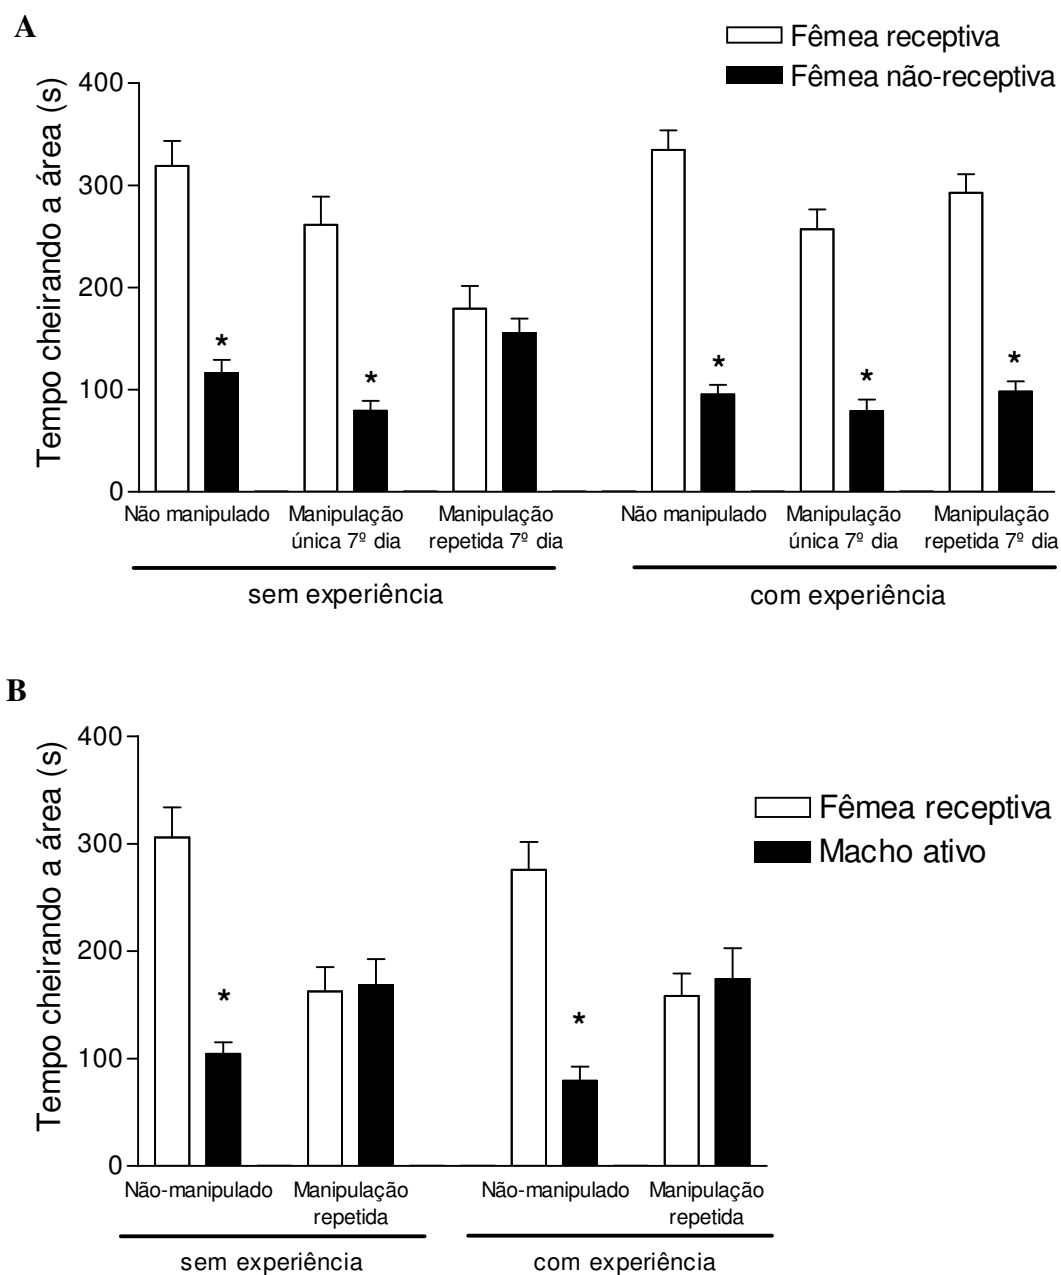 A
Fêmea receptiva
Fêmea não-receptiva
Tempo cheirando a área (s)
400
300
200
100
0
*
*
*
*
*
Não manipulado
Manipulação
única 7º dia
Manipulação
repetida 7º dia
Não manipulado
Manipulação
única 7º dia
Manipulação
repetida 7º dia
sem experiência
com experiência
B
Fêmea receptiva
Macho ativo
Tempo cheirando a área (s)
400
300
200
100
0
*
*
Não-manipulado
Manipulação
repetida
Não-manipulado
Manipulação
repetida
sem experiência
com experiência